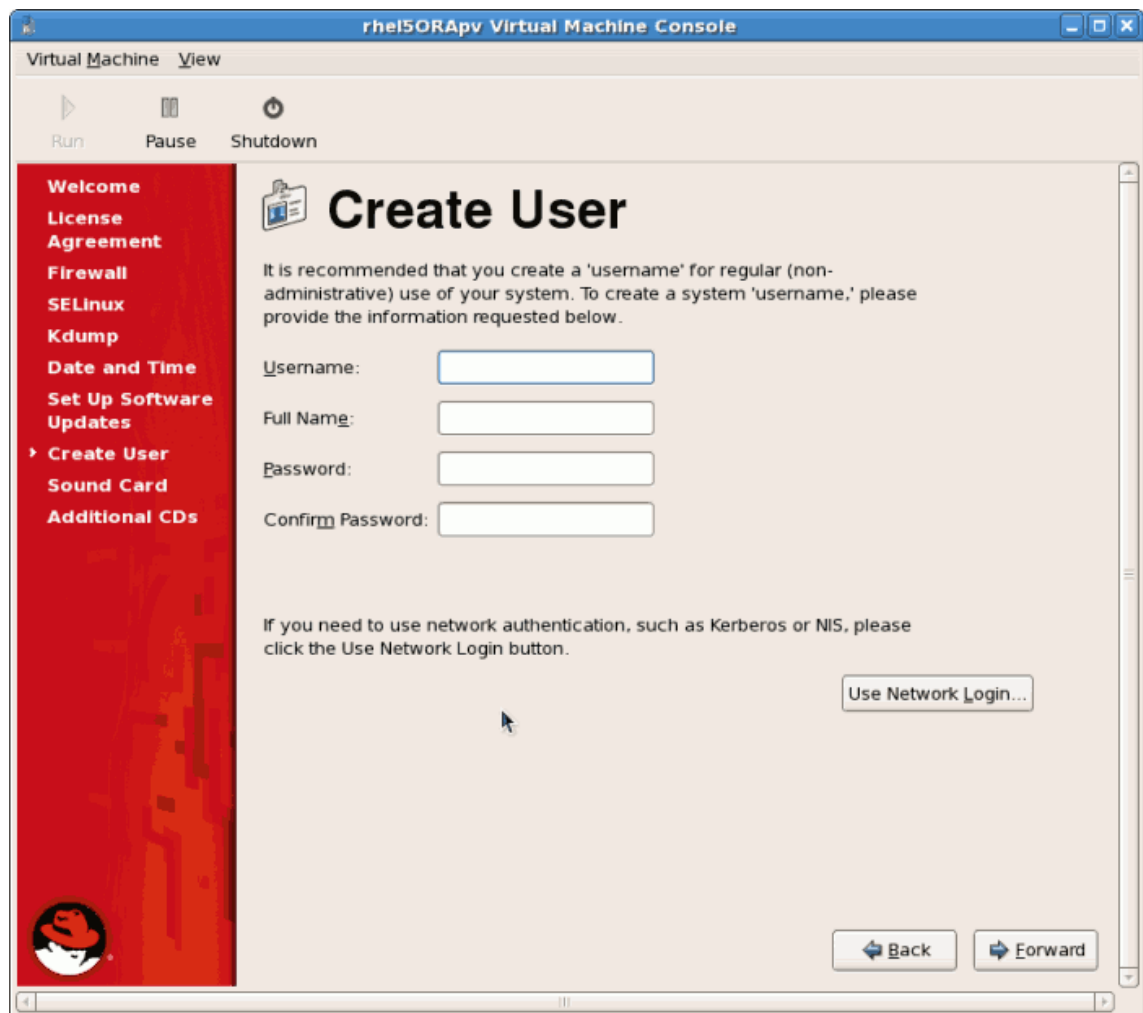 rhel5ORApv Virtual Machine Console
Virtual Machine View
Run Pause Shutdown
Welcome
License
Agreement
Firewall
SELinux
Kdump
Date and Time
Set Up Software
Updates
Create User
Sound Card
Additional CDs
Create User
It is recommended that you create a 'username' for regular (non-
administrative) use of your system. To create a system 'username,' please
provide the information requested below.
Username:
Full Name:
Password:
Confirm Password:
If you need to use network authentication, such as Kerberos or NIS, please
click the Use Network Login button.
Use Network Login...
Back Forward